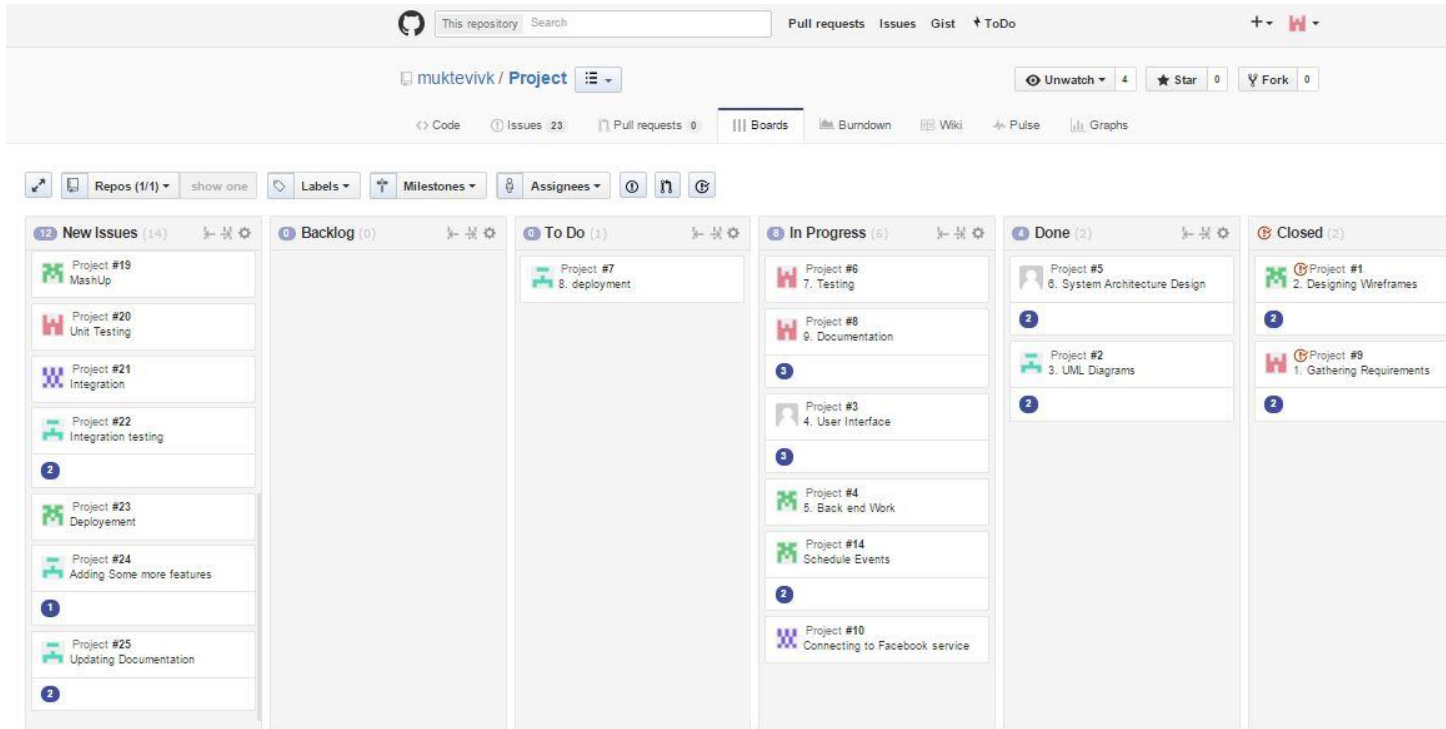 This repository Search Pull requests Issues Gist ToDo
muktevivk / Project Unwatch 4 Star 0 Fork 0
Code Issues 23 Pull requests 0 Boards Burndown Wiki Pulse Graphs
Repos (1/1) show one Labels Milestones Assignees
12 New Issues (14)
Project #19
MashUp
Project #20
Unit Testing
Project #21
Integration
Project #22
Integration testing
2
Project #23
Deployement
Project #24
Adding Some more features
1
Project #25
Updating Documentation
2
0 Backlog (0)
0 To Do (1)
Project #7
8. deployment
8 In Progress (6)
Project #6
7. Testing
Project #8
9. Documentation
3
Project #3
4. User Interface
3
Project #4
5. Back end Work
Project #14
Schedule Events
2
Project #10
Connecting to Facebook service
4 Done (2)
Project #5
6. System Architecture Design
2
Project #2
3. UML Diagrams
2
Closed (2)
Project #1
2. Designing Wireframes
2
Project #9
1. Gathering Requirements
2